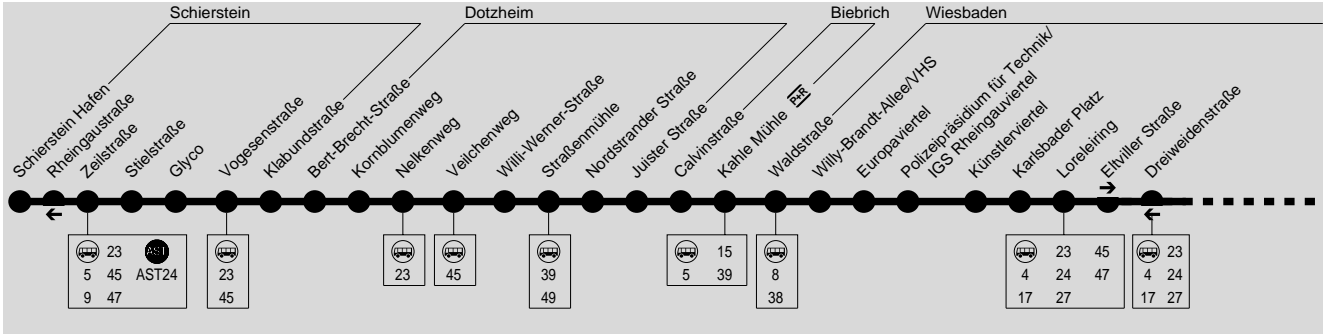 Schierstein
Dotzheim
Biebrich
Wiesbaden
Schierstein Hafen
Rheingaustraße
Zeilstraße
Stielstraße
Glyco
Vogesenstraße
Klabundstraße
Bert-Brecht-Straße
Kornblumenweg
Nelkenweg
Veilchenweg
Willi-Werner-Straße
Straßenmühle
Nordstrander Straße
Juister Straße
Calvinstraße
Kahle Mühle P+R
Waldstraße
Willy-Brandt-Allee/VHS
Europaviertel
Polizeipräsidium für Technik/
IGS Rheingauviertel
Künstlerviertel
Karlsbader Platz
Loreleiring
Eltviller Straße
Dreiweidenstraße
23 AST
5 45 AST24
9 47
23
45
23
45
39
49
15
5 39
8
38
23 45
4 24 47
17 27
23
4 24
17 27